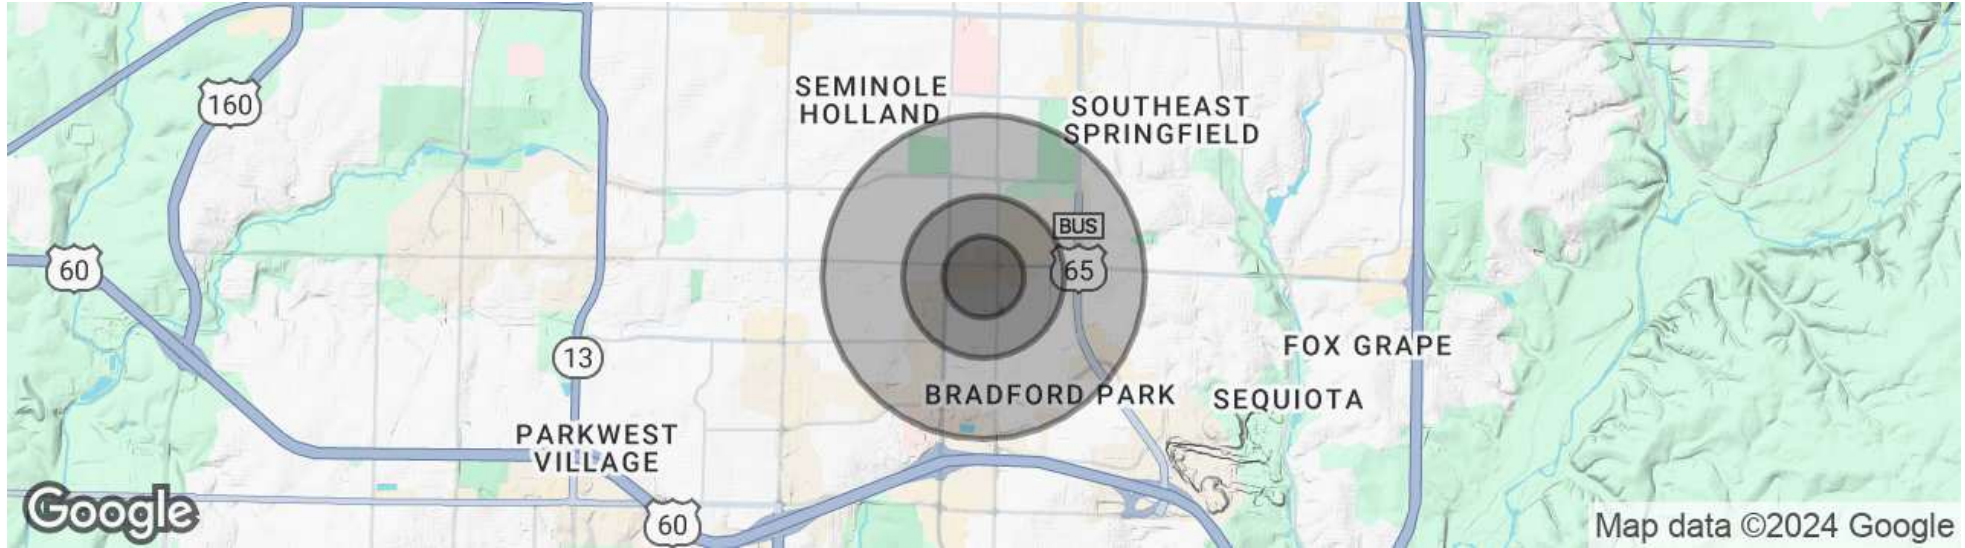 SEMINOLE
HOLLAND
160
SOUTHEAST
SPRINGFIELD
BUS
65
60
13
FOX GRAPE
BRADFORD PARK
SEQUIOTA
PARKWEST
VILLAGE
60
Google
Map data ©2024 Google